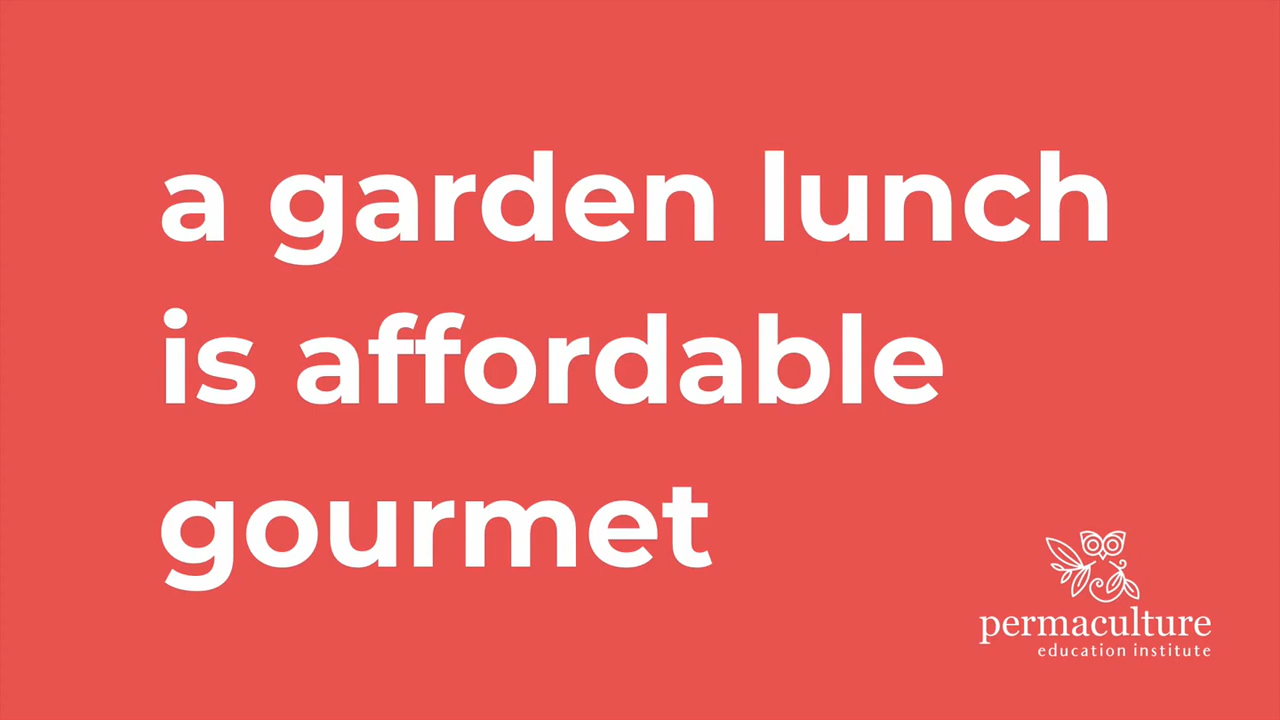 a garden lunch
is affordable
gourmet
permaculture
education institute